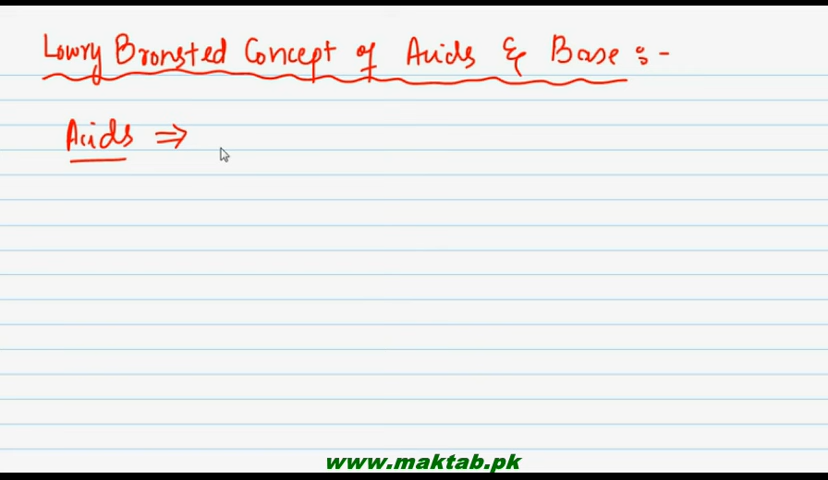 Lowry Bronsted Concept of Acids & Base :-
Acids ⇒
www.maktab.pk